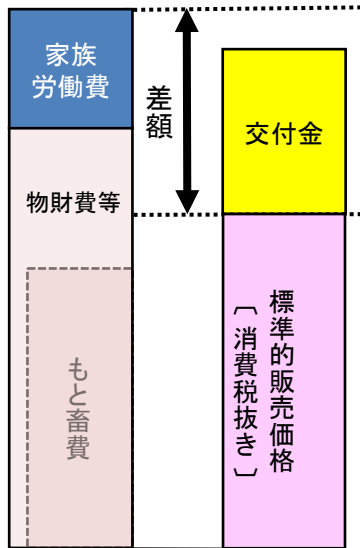 家族
労働費
物財費等
もと畜費
差額
交付金
標準的販売価格
〔消費税抜き〕